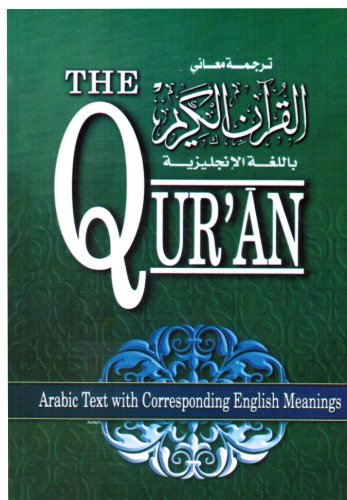 THE
ترجمة معاني
القرآن الكريم
باللغة الإنجليزية
QUR'ĀN
Arabic Text with Corresponding English Meanings